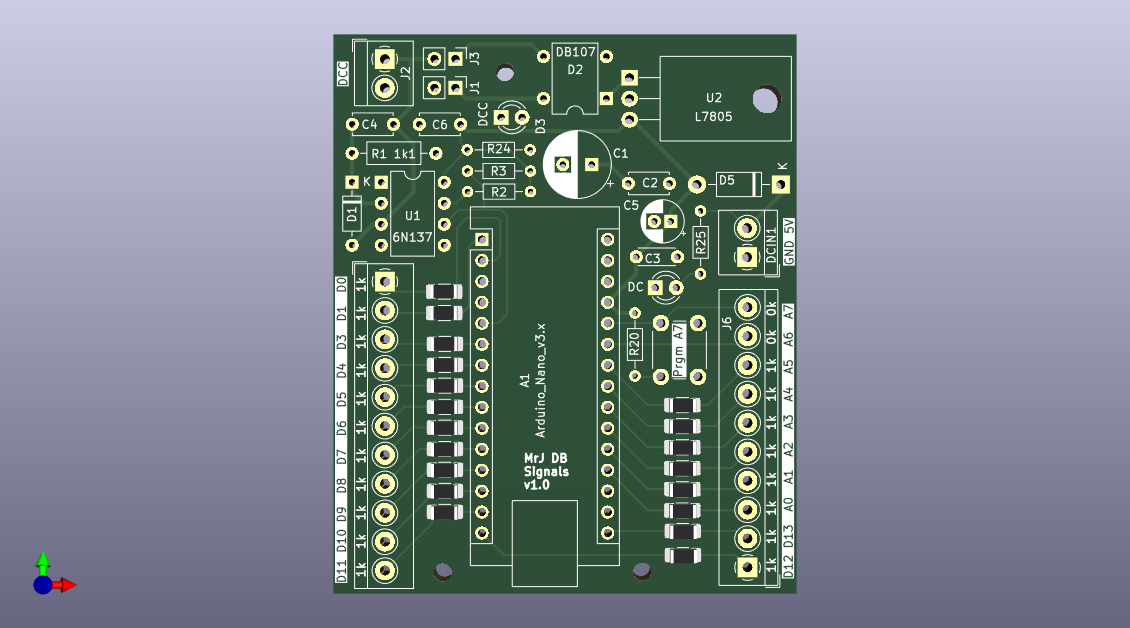 DCC
J2
J3
J1
DB107
D2
U2
L7805
DCC
D3
C4
C6
R1 1k1
R24
R3
R2
C1
+
C2
D5
K
K
D1
U1
6N137
C5
+
R25
C3
DCIN1
GND 5V
DC
R20
Prgm A7
J6
A1
Arduino_Nano_v3.x
MrJ DB
Signals
v1.0
D0 1k
D1 1k
D3 1k
D4 1k
D5 1k
D6 1k
D7 1k
D8 1k
D9 1k
D10 1k
D11 1k
0k A7
0k A6
1k A5
1k A4
1k A3
1k A2
1k A1
1k A0
1k D13
1k D12